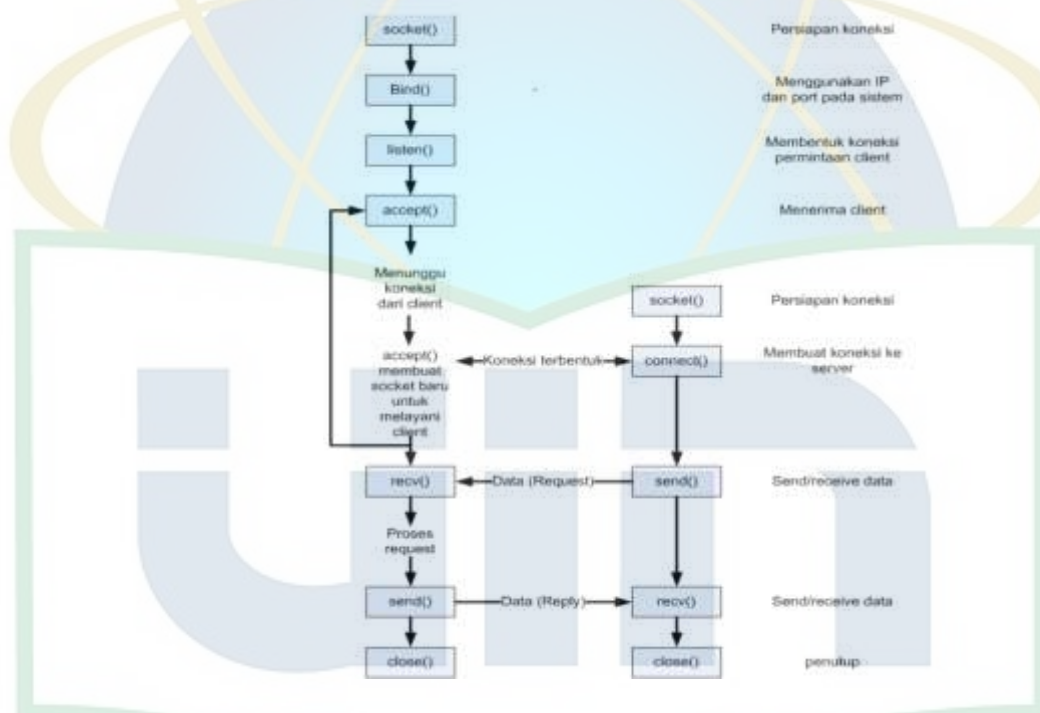 socket()
Persiapan koneksi
Bind()
Menggunakan IP
dan port pada sistem
listen()
Membentuk koneksi
permintaan client
accept()
Menerima client
Menunggu
koneksi
dari client
socket()
Persiapan koneksi
accept()
membuat
socket baru
untuk
melayani
client
Koneksi terbentuk
connect()
Membuat koneksi ke
server
recv()
Data (Request)
send()
Send/receive data
Proses
request
send()
Data (Reply)
recv()
Send/receive data
close()
close()
penutup
uin